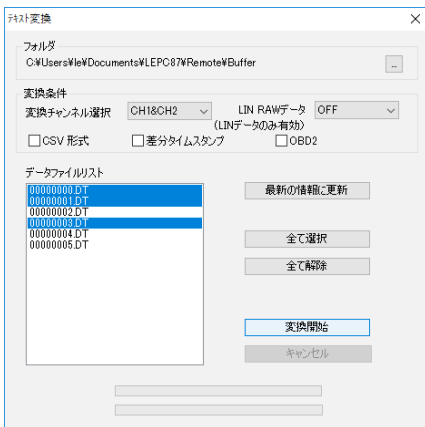 テキスト変換
フォルダ
C:¥Users¥le¥Documents¥LEPC87¥Remote¥Buffer
...
変換条件
変換チャンネル選択 CH1&CH2 LIN RAWデータ OFF
(LINデータのみ有効)
CSV 形式 差分タイムスタンプ OBD2
データファイルリスト
00000000.DT
00000001.DT
00000002.DT
00000003.DT
00000004.DT
00000005.DT
最新の情報に更新
全て選択
全て解除
変換開始
キャンセル